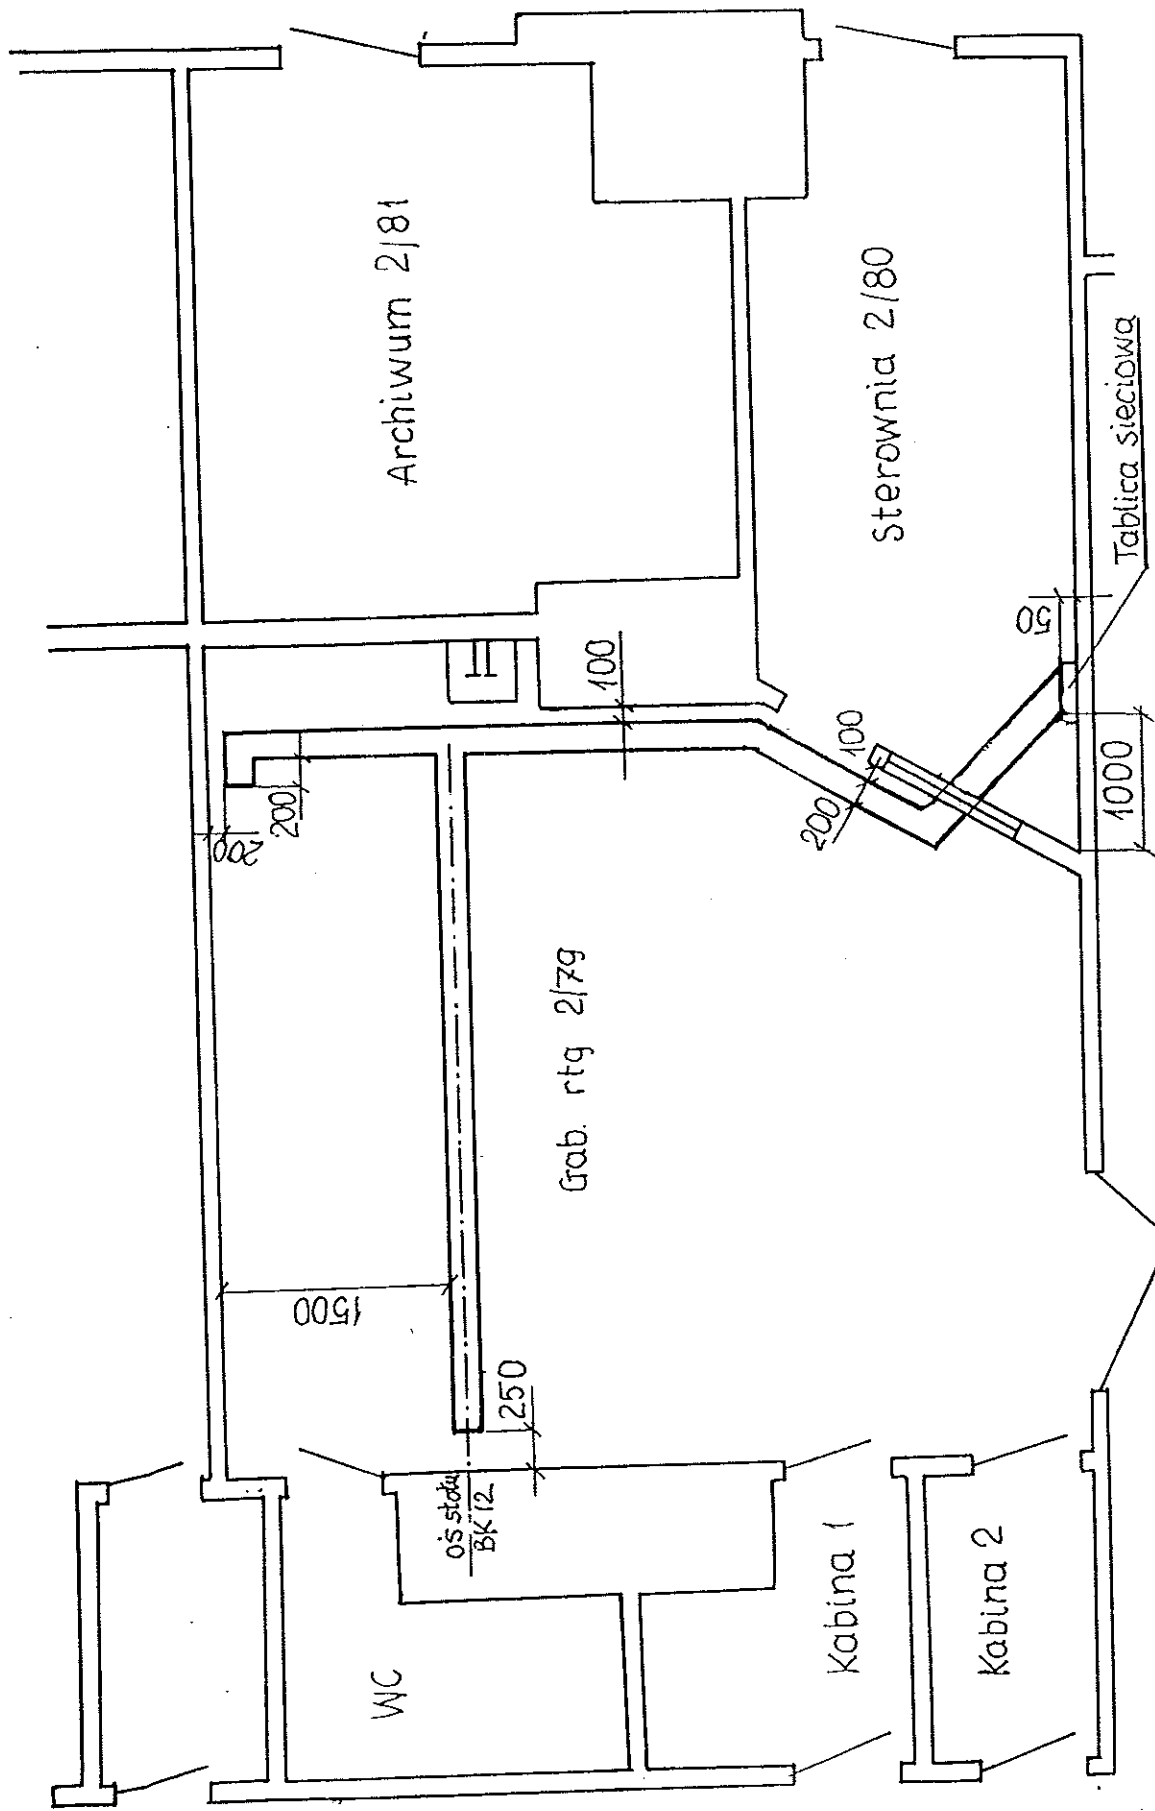 Archiwum 2/81
Sterownia 2/80
Tablica sieciowa
II
100
50
200
200
100
200
1000
Gab. rtg 2/79
1500
250
oś stołu
BK 12
WC
Kabina 1
Kabina 2